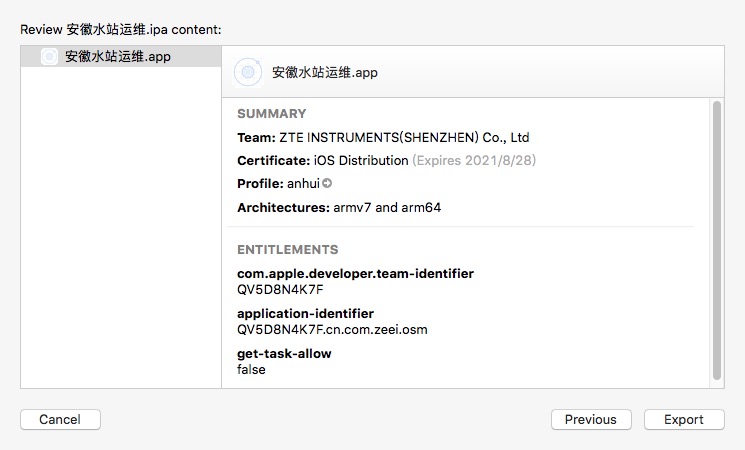 Review 安徽水站运维.ipa content:
安徽水站运维.app
安徽水站运维.app
SUMMARY
Team: ZTE INSTRUMENTS(SHENZHEN) Co., Ltd
Certificate: iOS Distribution (Expires 2021/8/28)
Profile: anhui
Architectures: armv7 and arm64
ENTITLEMENTS
com.apple.developer.team-identifier
QV5D8N4K7F
application-identifier
QV5D8N4K7F.cn.com.zeei.osm
get-task-allow
false
Cancel
Previous
Export